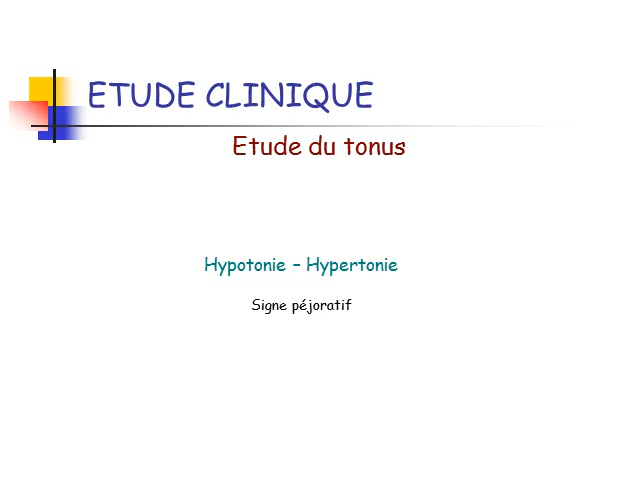 ETUDE CLINIQUE
Etude du tonus
Hypotonie – Hypertonie
Signe péjoratif